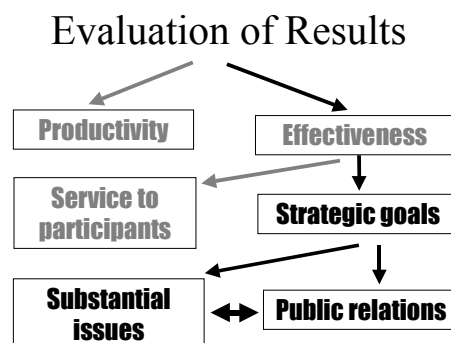 Evaluation of Results
Productivity
Effectiveness
Service to
participants
Strategic goals
Substantial
issues
Public relations